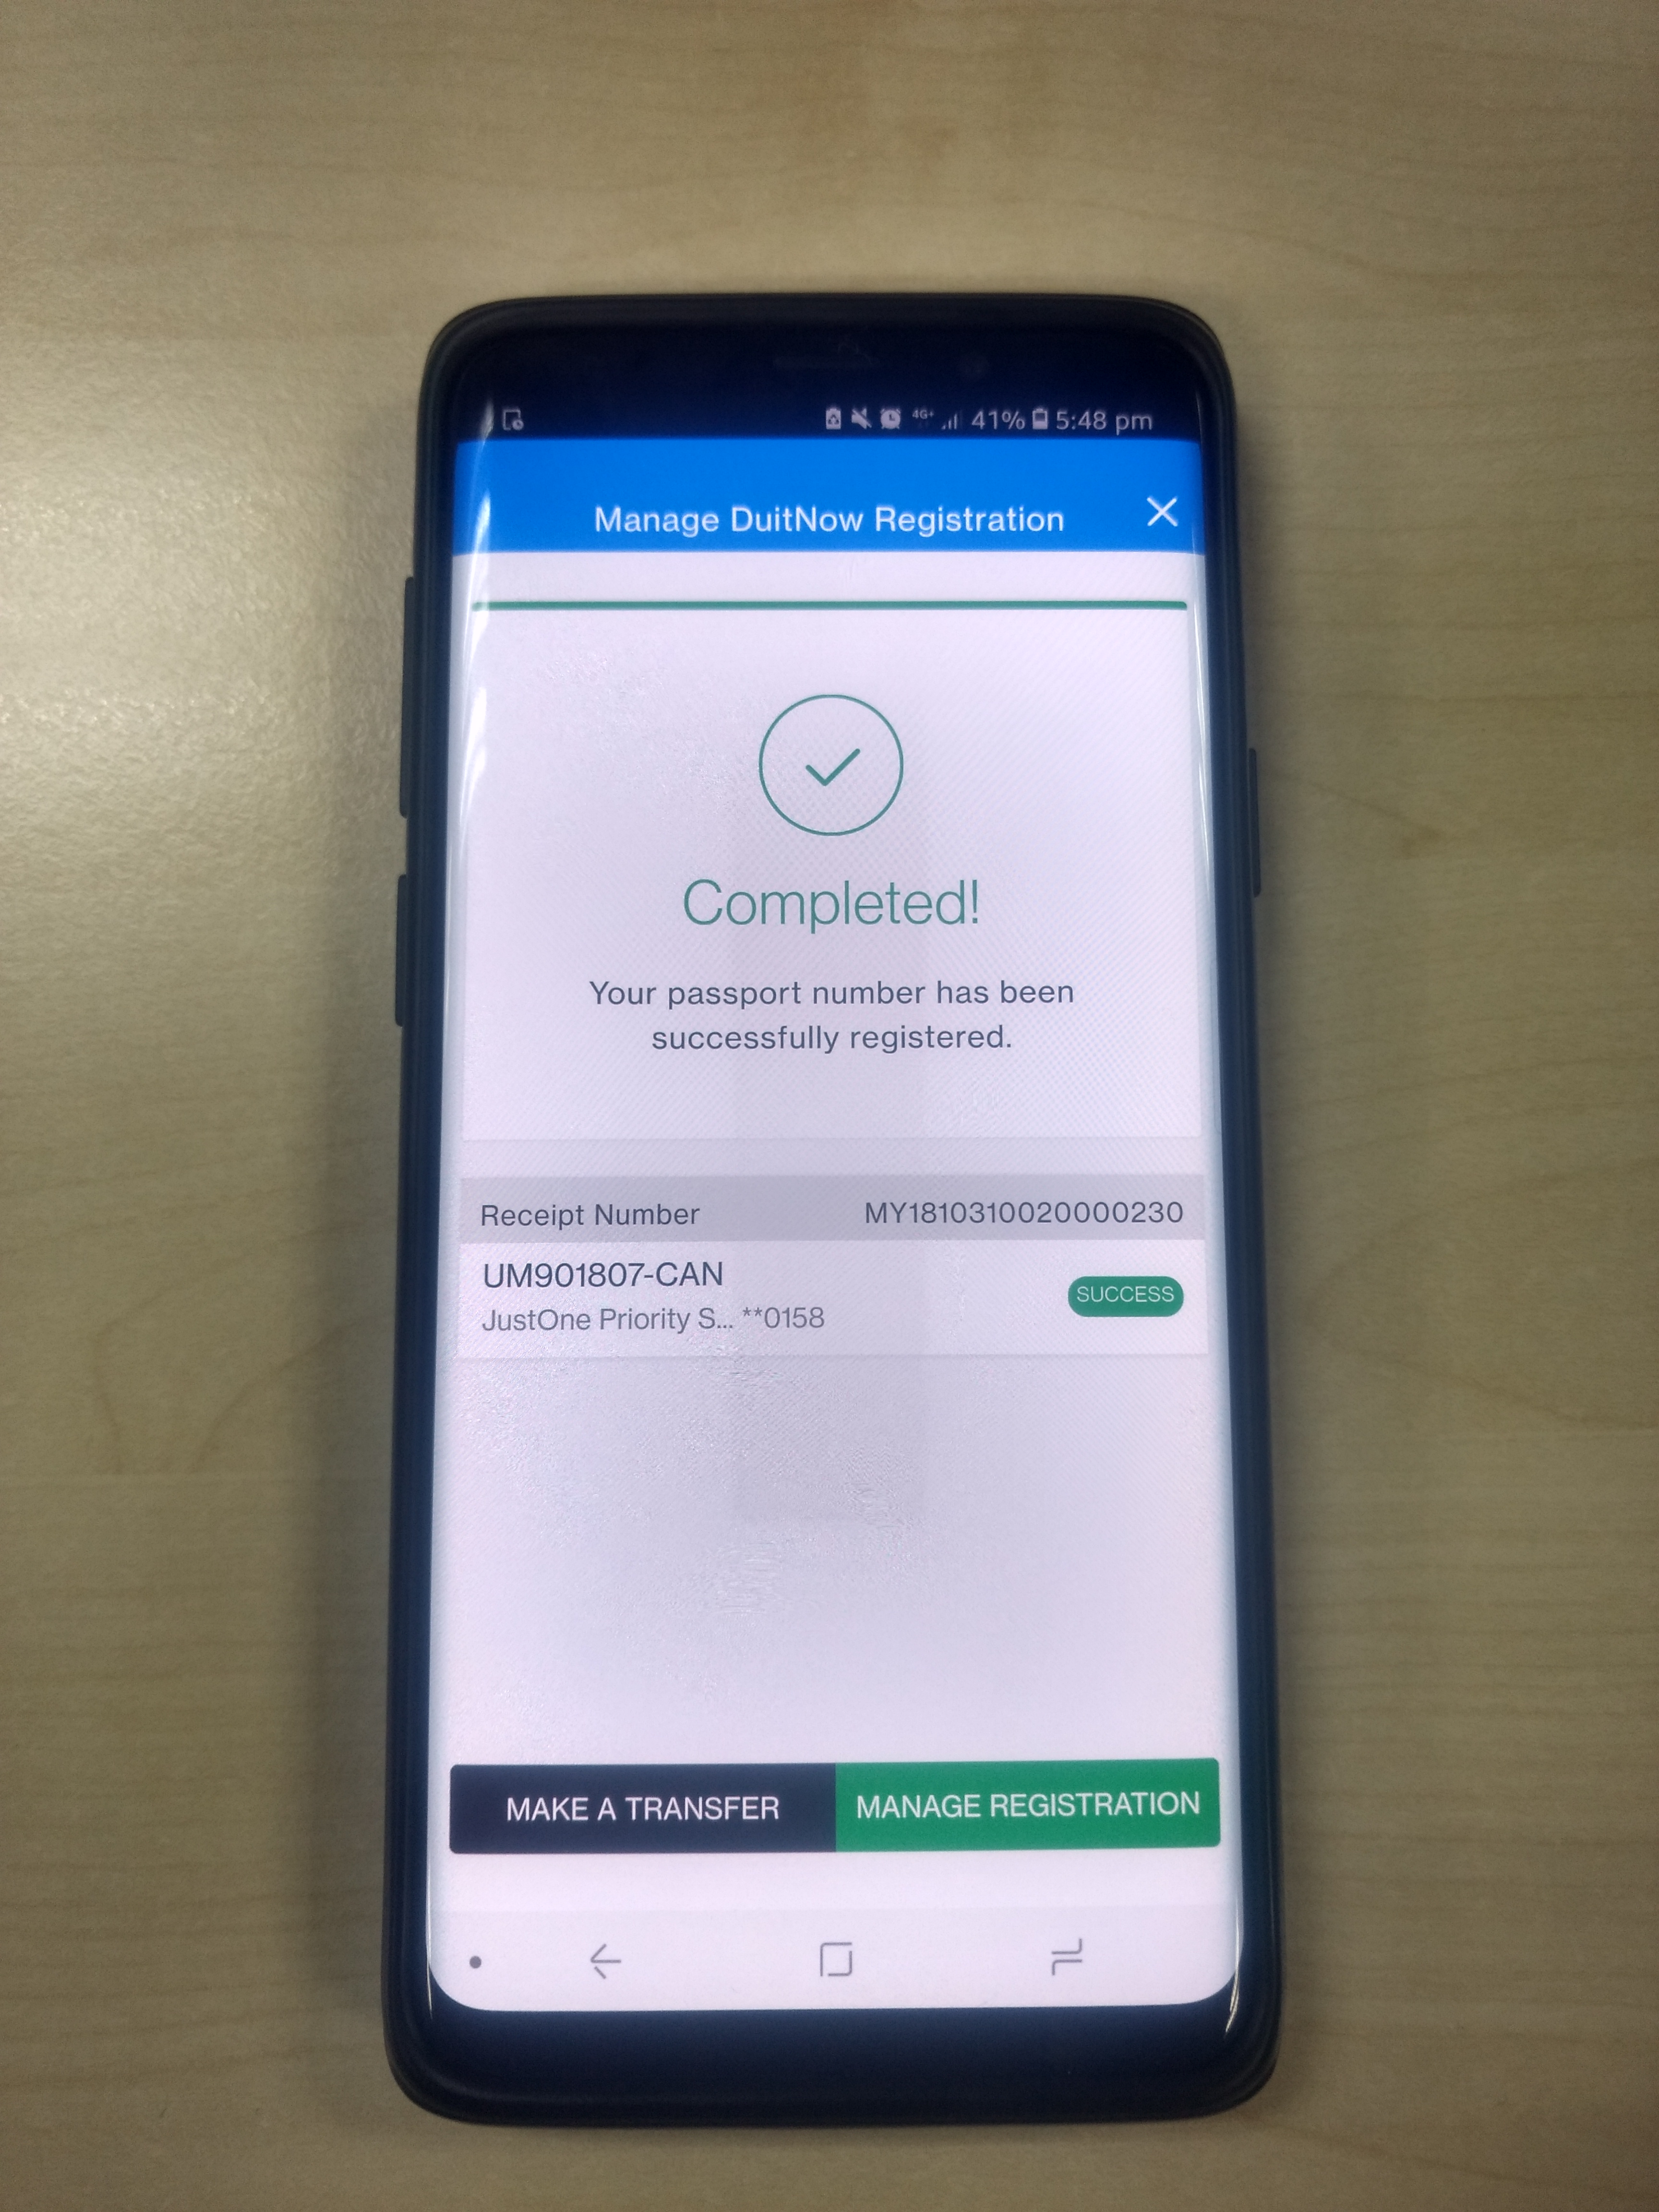 4G+ 41% 5:48 pm
Manage DuitNow Registration
Completed!
Your passport number has been
successfully registered.
Receipt Number MY1810310020000230
UM901807-CAN
JustOne Priority S... **0158
SUCCESS
MAKE A TRANSFER MANAGE REGISTRATION